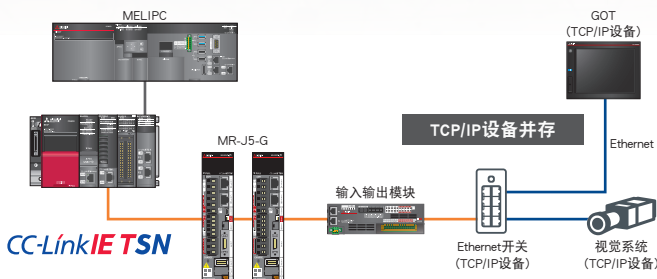 MELIPC
GOT
（TCP/IP设备）
TCP/IP设备并存
Ethernet
MR-J5-G
输入输出模块
CC-Link IE TSN
Ethernet开关
（TCP/IP设备）
视觉系统
（TCP/IP设备）